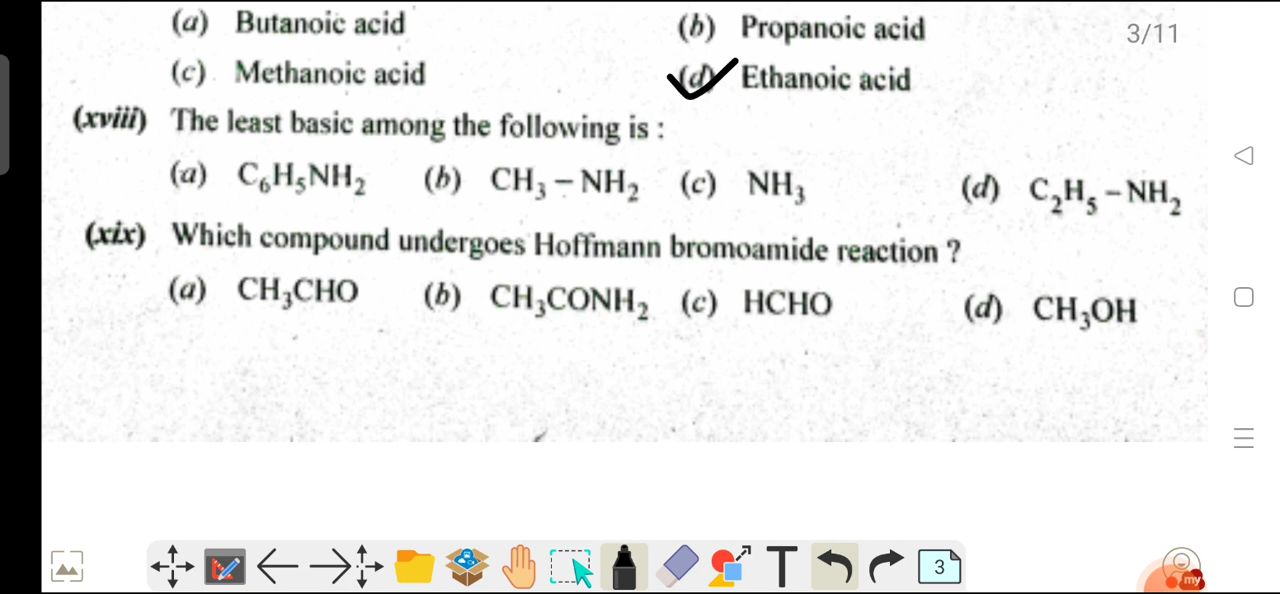 (a) Butanoic acid (b) Propanoic acid 3/11
(c) Methanoic acid (d) Ethanoic acid
(xviii) The least basic among the following is :
(a) C₆H₅NH₂ (b) CH₃ – NH₂ (c) NH₃ (d) C₂H₅ – NH₂
(xix) Which compound undergoes Hoffmann bromoamide reaction ?
(a) CH₃CHO (b) CH₃CONH₂ (c) HCHO (d) CH₃OH
T 3
my